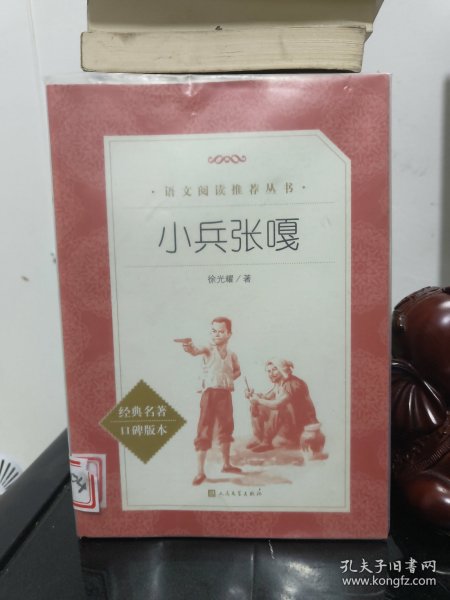 ·语文阅读推荐丛书·
小兵张嘎
徐光耀/著
经典名著
口碑版本
人民文学出版社
孔夫子旧书网
www.kongfz.com